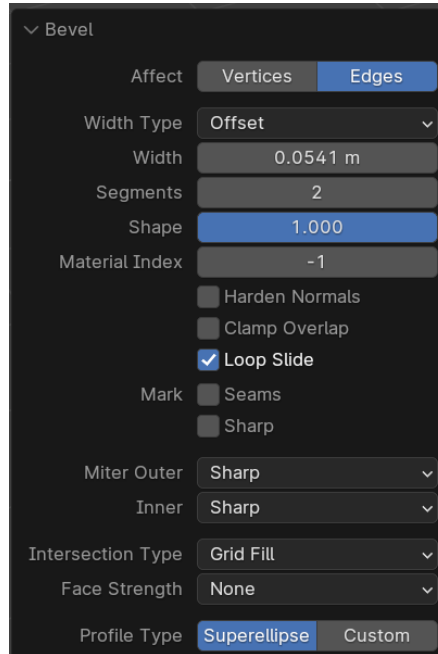 Bevel
Affect Vertices Edges
Width Type Offset
Width 0.0541 m
Segments 2
Shape 1.000
Material Index -1
Harden Normals
Clamp Overlap
Loop Slide
Mark Seams
Sharp
Miter Outer Sharp
Inner Sharp
Intersection Type Grid Fill
Face Strength None
Profile Type Superellipse Custom